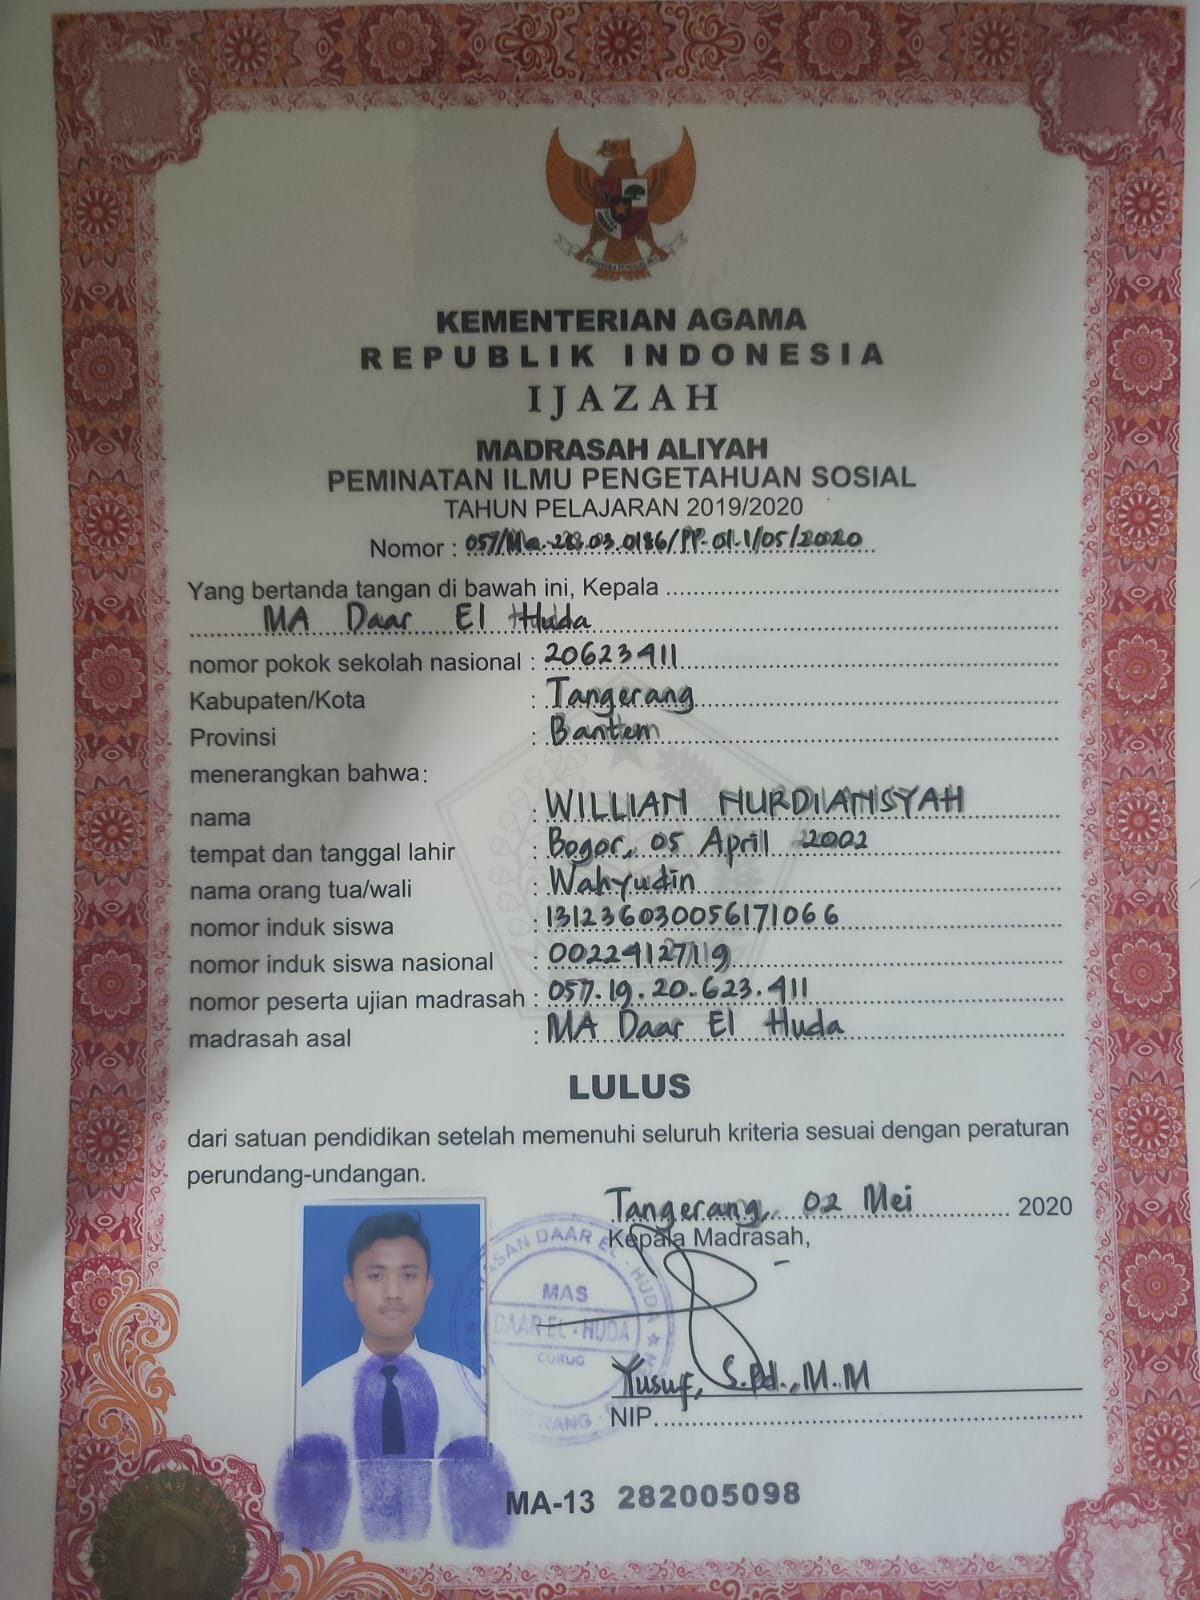 KEMENTERIAN AGAMA
REPUBLIK INDONESIA
IJAZAH
MADRASAH ALIYAH
PEMINATAN ILMU PENGETAHUAN SOSIAL
TAHUN PELAJARAN 2019/2020
Nomor : 057/Ma.28.03.0186/PP.01.1/05/2020
Yang bertanda tangan di bawah ini, Kepala
MA Daar El Huda
nomor pokok sekolah nasional : 20623411
Kabupaten/Kota : Tangerang
Provinsi : Banten
menerangkan bahwa:
nama : WILLIAN NURDIANSYAH
tempat dan tanggal lahir : Bogor, 05 April 2002
nama orang tua/wali : Wahyudin
nomor induk siswa : 131236030056171066
nomor induk siswa nasional :
nomor peserta ujian madrasah : 057.19.20.623.411
madrasah asal : MA Daar El Huda
LULUS
dari satuan pendidikan setelah memenuhi seluruh kriteria sesuai dengan peraturan
perundang-undangan.
Tangerang, 02 Mei 2020
Kepala Madrasah,
YAYASAN DAAR EL - HUDA
MAS
DAAR EL - HUDA
CURUG
Yusuf, S.Pd., M.M
NIP.
MA-13 282005098